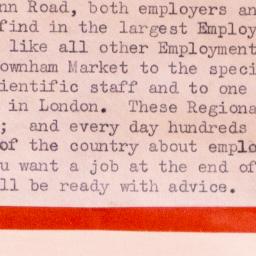 nn Road, both employers an
find in the largest Employ
like all other Employment
ownham Market to the speci
ientific staff and to one
in London. These Regiona
; and every day hundreds
of the country about emplo
u want a job at the end of
ll be ready with advice.